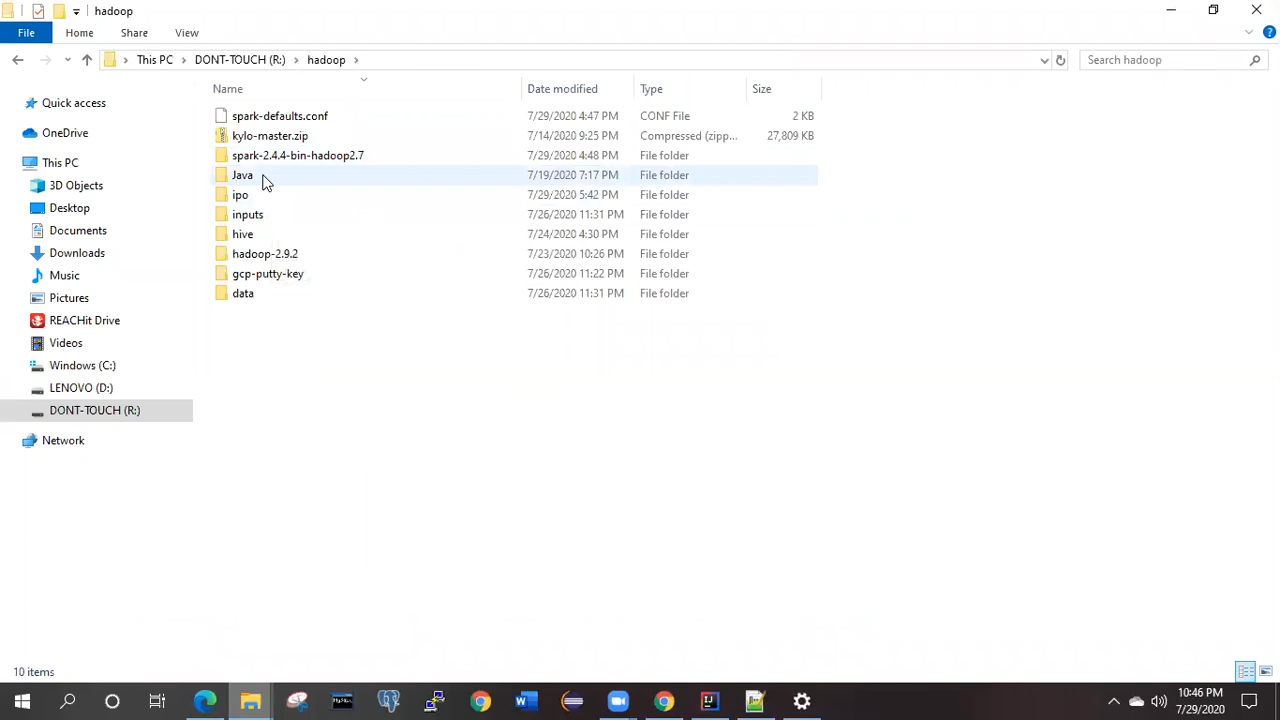 hadoop
File Home Share View
This PC DONT-TOUCH (R:) hadoop Search hadoop
Name Date modified Type Size
Quick access
OneDrive
This PC
3D Objects
Desktop
Documents
Downloads
Music
Pictures
REACHit Drive
Videos
Windows (C:)
LENOVO (D:)
DONT-TOUCH (R:)
Network
spark-defaults.conf 7/29/2020 4:47 PM CONF File 2 KB
kylo-master.zip 7/14/2020 9:25 PM Compressed (zipp... 27,809 KB
spark-2.4.4-bin-hadoop2.7 7/29/2020 4:48 PM File folder
Java 7/19/2020 7:17 PM File folder
ipo 7/29/2020 5:42 PM File folder
inputs 7/26/2020 11:31 PM File folder
hive 7/24/2020 4:30 PM File folder
hadoop-2.9.2 7/23/2020 10:26 PM File folder
gcp-putty-key 7/26/2020 11:22 PM File folder
data 7/26/2020 11:31 PM File folder
10 items
10:46 PM
7/29/2020